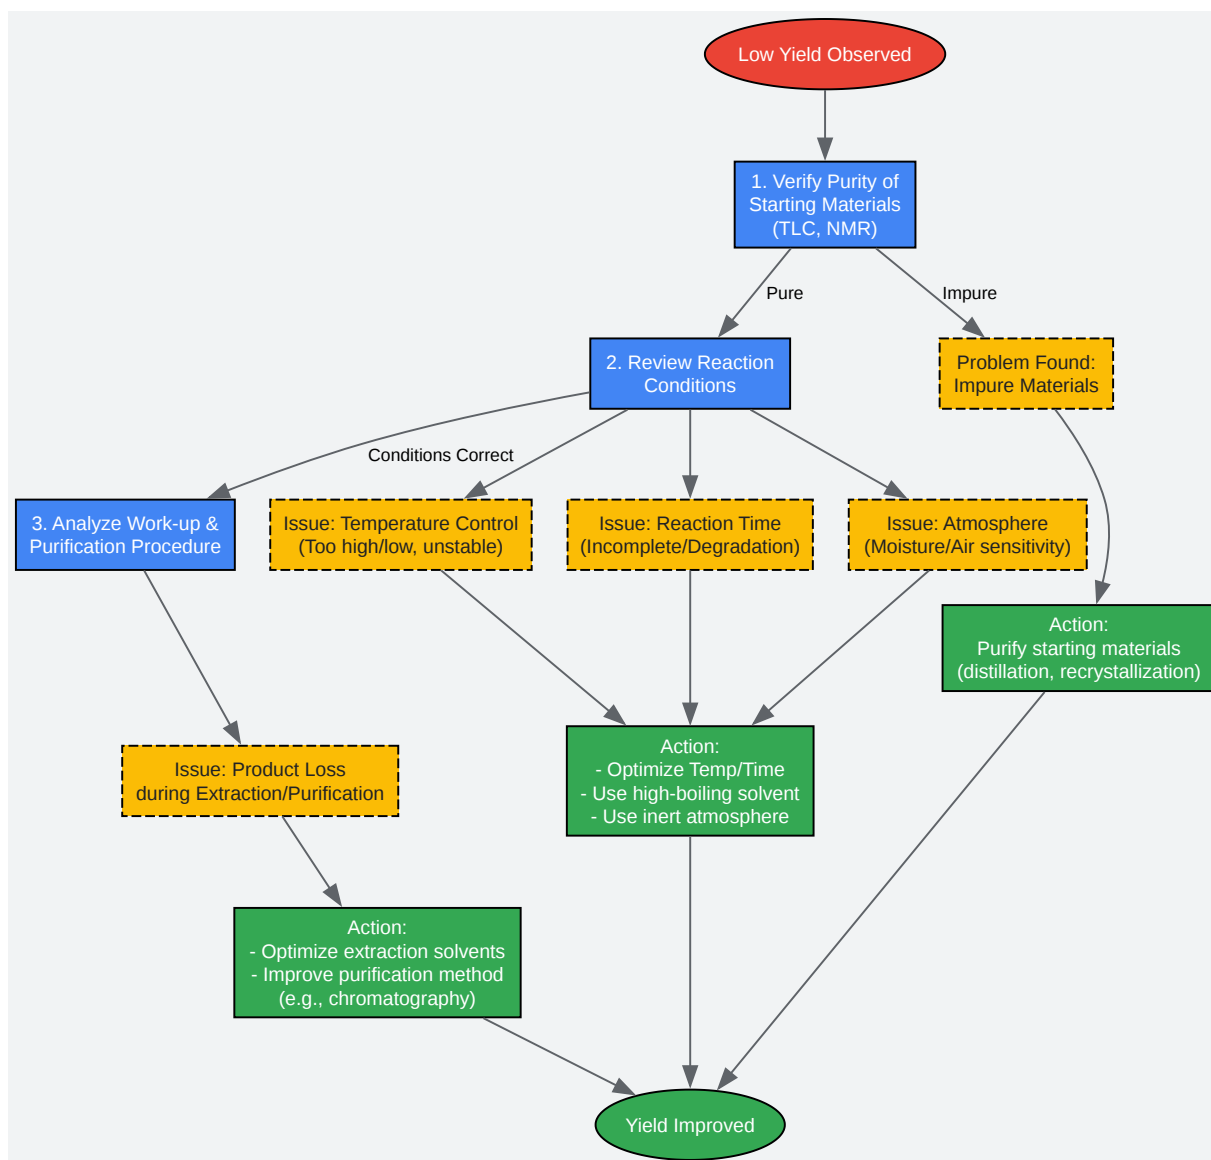 Low Yield Observed
1. Verify Purity of
Starting Materials
(TLC, NMR)
Pure
Impure
2. Review Reaction
Conditions
Problem Found:
Impure Materials
Conditions Correct
3. Analyze Work-up &
Purification Procedure
Issue: Temperature Control
(Too high/low, unstable)
Issue: Reaction Time
(Incomplete/Degradation)
Issue: Atmosphere
(Moisture/Air sensitivity)
Action:
Purify starting materials
(distillation, recrystallization)
Issue: Product Loss
during Extraction/Purification
Action:
- Optimize Temp/Time
- Use high-boiling solvent
- Use inert atmosphere
Action:
- Optimize extraction solvents
- Improve purification method
(e.g., chromatography)
Yield Improved